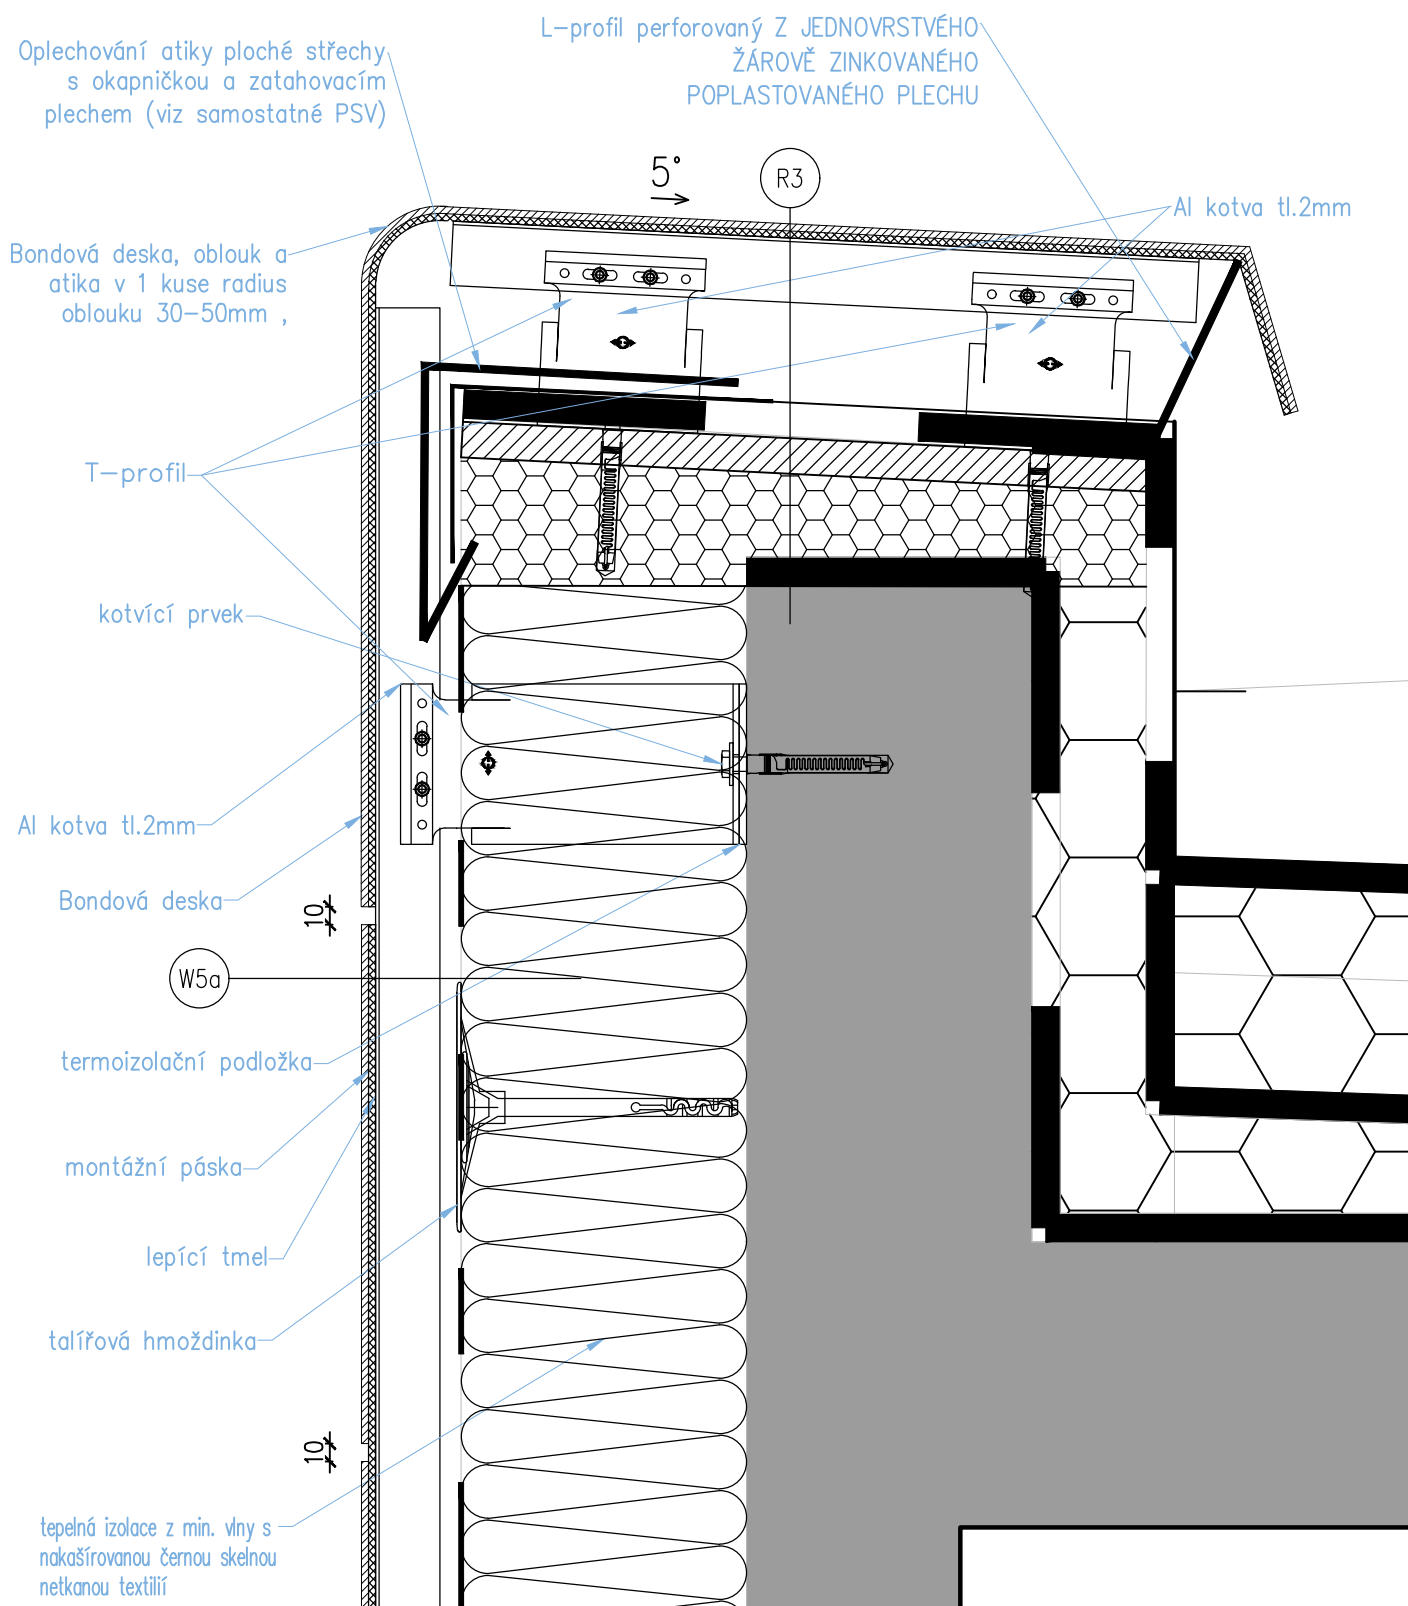 L-profil perforovaný Z JEDNOVRSTVÉHO
ŽÁROVĚ ZINKOVANÉHO
POPLASTOVANÉHO PLECHU
Oplechování atiky ploché střechy
s okapničkou a zatahovacím
plechem (viz samostatné PSV)
5°
R3
Al kotva tl.2mm
Bondová deska, oblouk a
atika v 1 kuse radius
oblouku 30-50mm ,
T-profil
kotvící prvek
Al kotva tl.2mm
Bondová deska
10
W5a
termoizolační podložka
montážní páska
lepící tmel
talířová hmoždinka
10
tepelná izolace z min. vlny s
nakašírovanou černou skelnou
netkanou textilií